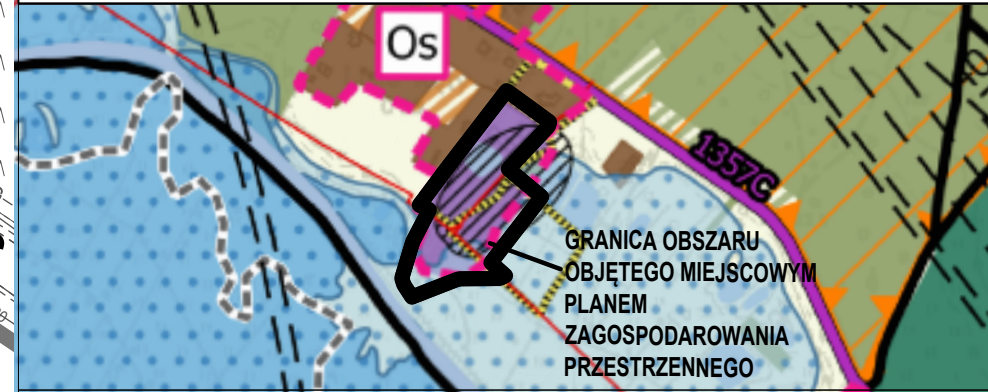 Os
1357C
GRANICA OBSZARU
OBJĘTEGO MIEJSCOWYM
PLANEM
ZAGOSPODAROWANIA
PRZESTRZENNEGO